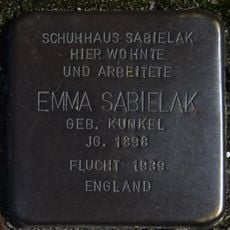 SCHUHHAUS SABIELAK
HIER WOHNTE
UND ARBEITETE
EMMA SABIELAK
GEB. KUNKEL
JG. 1898
FLUCHT 1939
ENGLAND